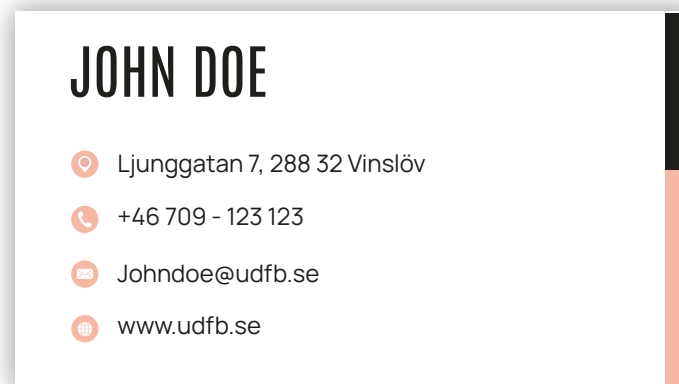 JOHN DOE
Ljunggatan 7, 288 32 Vinslöv
+46 709 - 123 123
Johndoe@udfb.se
www.udfb.se